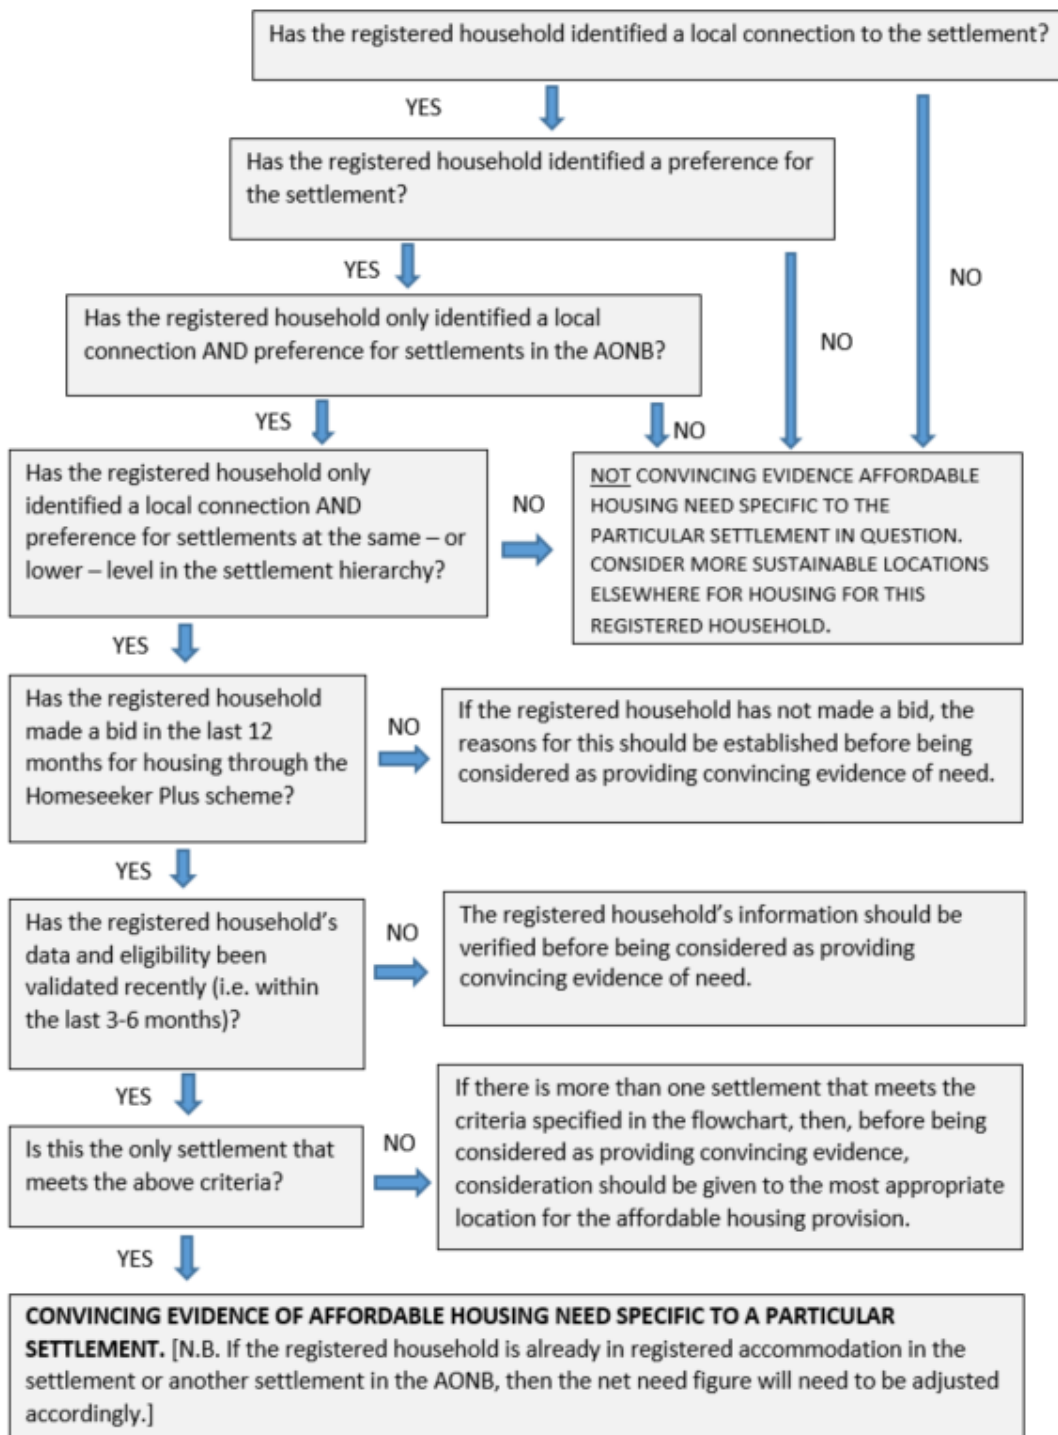 Has the registered household identified a local connection to the settlement?
YES
Has the registered household identified a preference for
the settlement?
NO
YES
Has the registered household only identified a local
connection AND preference for settlements in the AONB?
NO
YES
NO
Has the registered household only
identified a local connection AND
preference for settlements at the same – or
lower – level in the settlement hierarchy?
NO
NOT CONVINCING EVIDENCE AFFORDABLE
HOUSING NEED SPECIFIC TO THE
PARTICULAR SETTLEMENT IN QUESTION.
CONSIDER MORE SUSTAINABLE LOCATIONS
ELSEWHERE FOR HOUSING FOR THIS
REGISTERED HOUSEHOLD.
YES
Has the registered household
made a bid in the last 12
months for housing through the
Homeseeker Plus scheme?
NO
If the registered household has not made a bid, the
reasons for this should be established before being
considered as providing convincing evidence of need.
YES
Has the registered household’s
data and eligibility been
validated recently (i.e. within
the last 3-6 months)?
NO
The registered household’s information should be
verified before being considered as providing
convincing evidence of need.
YES
Is this the only settlement that
meets the above criteria?
NO
If there is more than one settlement that meets the
criteria specified in the flowchart, then, before being
considered as providing convincing evidence,
consideration should be given to the most appropriate
location for the affordable housing provision.
YES
CONVINCING EVIDENCE OF AFFORDABLE HOUSING NEED SPECIFIC TO A PARTICULAR
SETTLEMENT. [N.B. If the registered household is already in registered accommodation in the
settlement or another settlement in the AONB, then the net need figure will need to be adjusted
accordingly.]